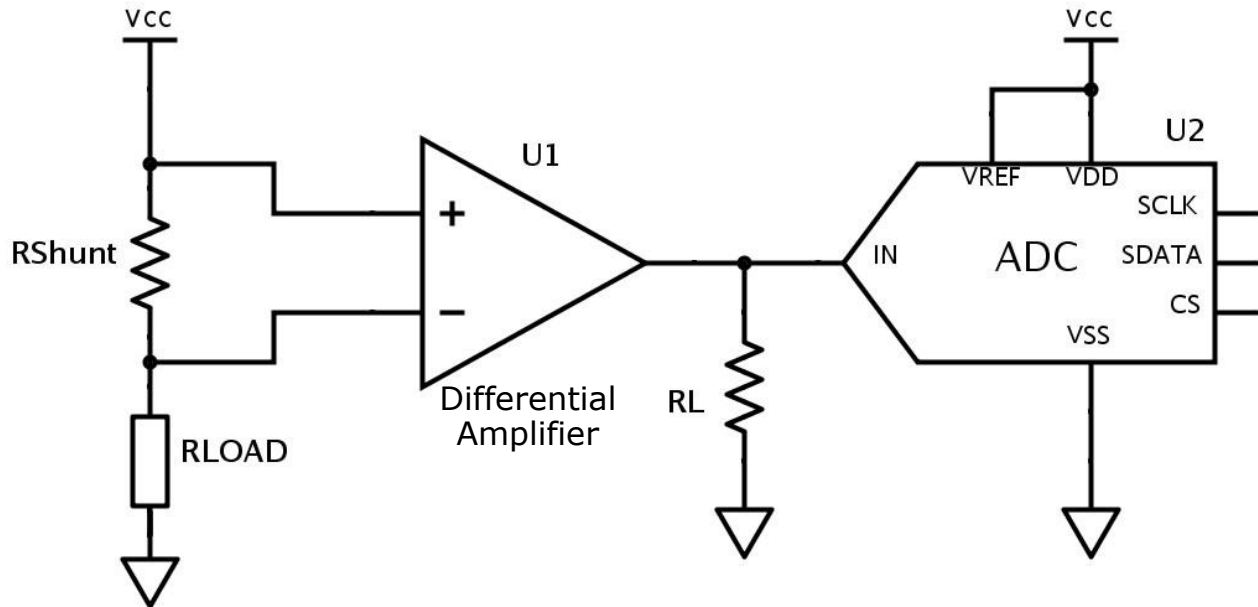 Vcc
Vcc
U1
U2
VREF
VDD
+
SCLK
RShunt
IN
ADC
SDATA
−
CS
VSS
Differential
Amplifier
RL
RLOAD